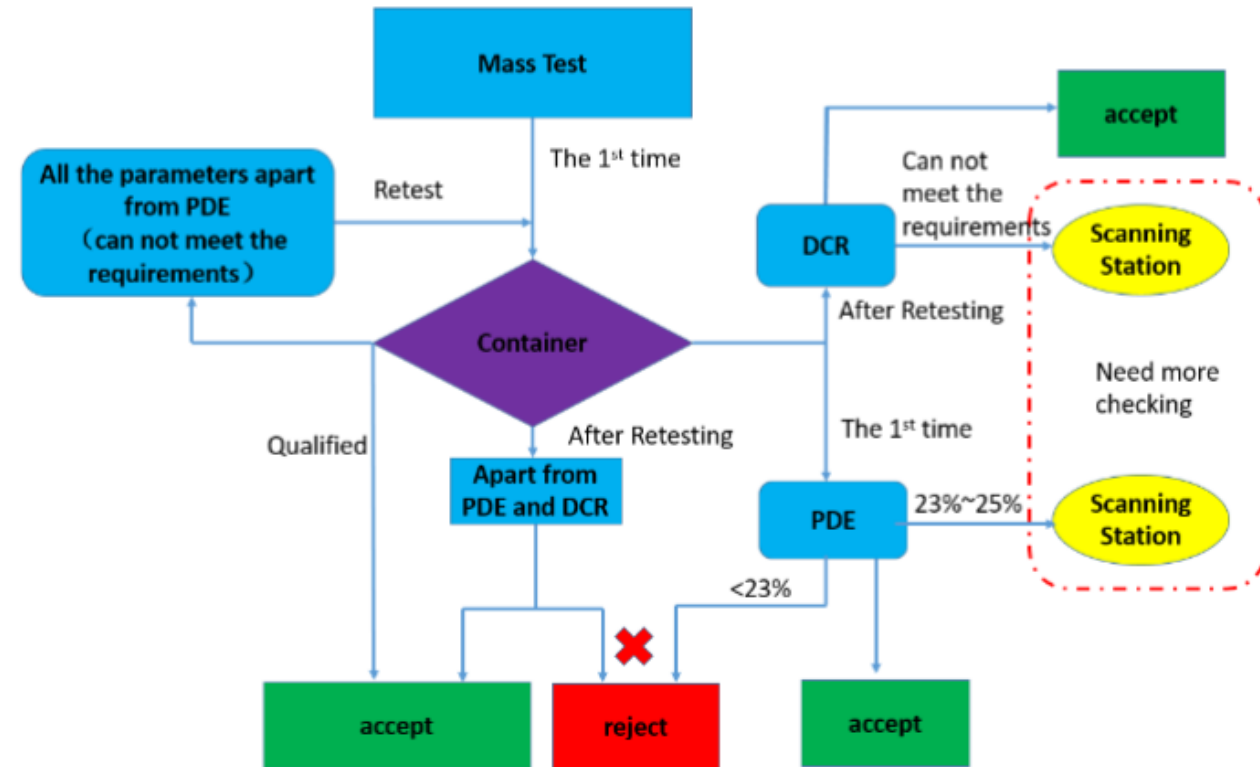 Mass Test
accept
The 1st time
Can not
meet the
requirements
All the parameters apart
from PDE
（can not meet the
requirements）
Retest
DCR
Scanning
Station
After Retesting
Container
Need more
checking
Qualified
After Retesting
The 1st time
Apart from
PDE and DCR
PDE
23%~25%
Scanning
Station
<23%
accept
reject
accept